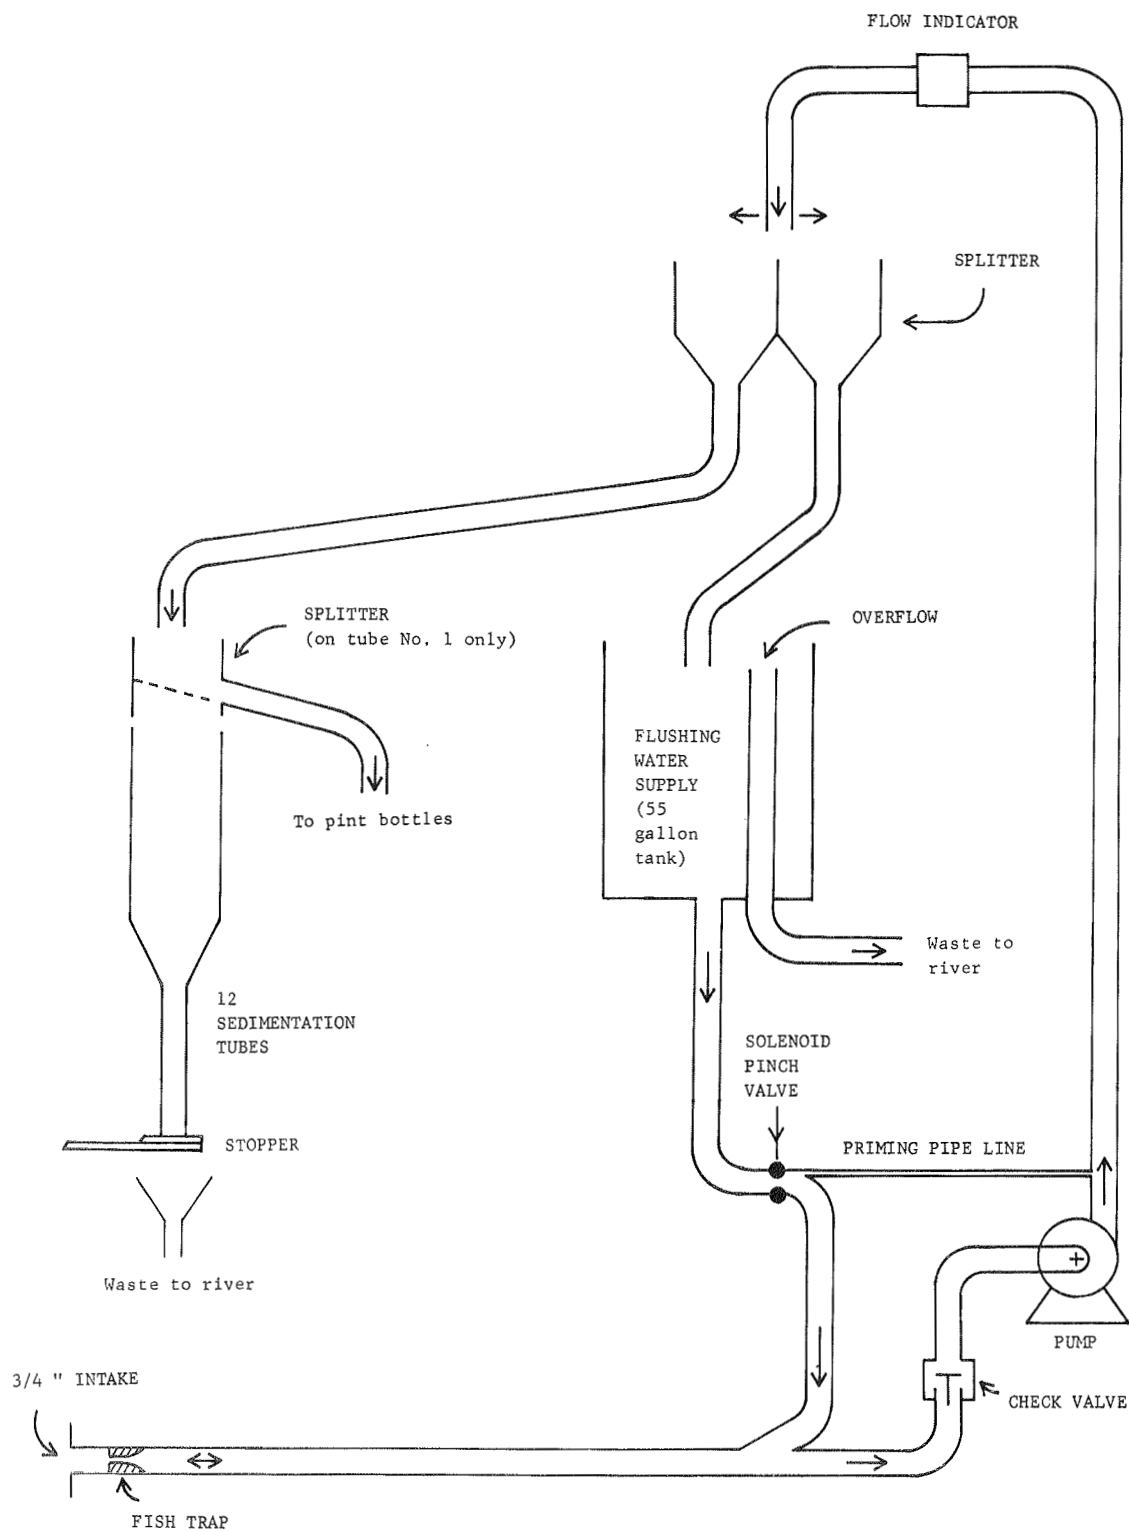 FLOW INDICATOR
SPLITTER
SPLITTER
(on tube No. 1 only)
OVERFLOW
FLUSHING
WATER
SUPPLY
(55
gallon
tank)
To pint bottles
Waste to
river
12
SEDIMENTATION
TUBES
SOLENOID
PINCH
VALVE
STOPPER
PRIMING PIPE LINE
Waste to river
PUMP
3/4 " INTAKE
CHECK VALVE
FISH TRAP